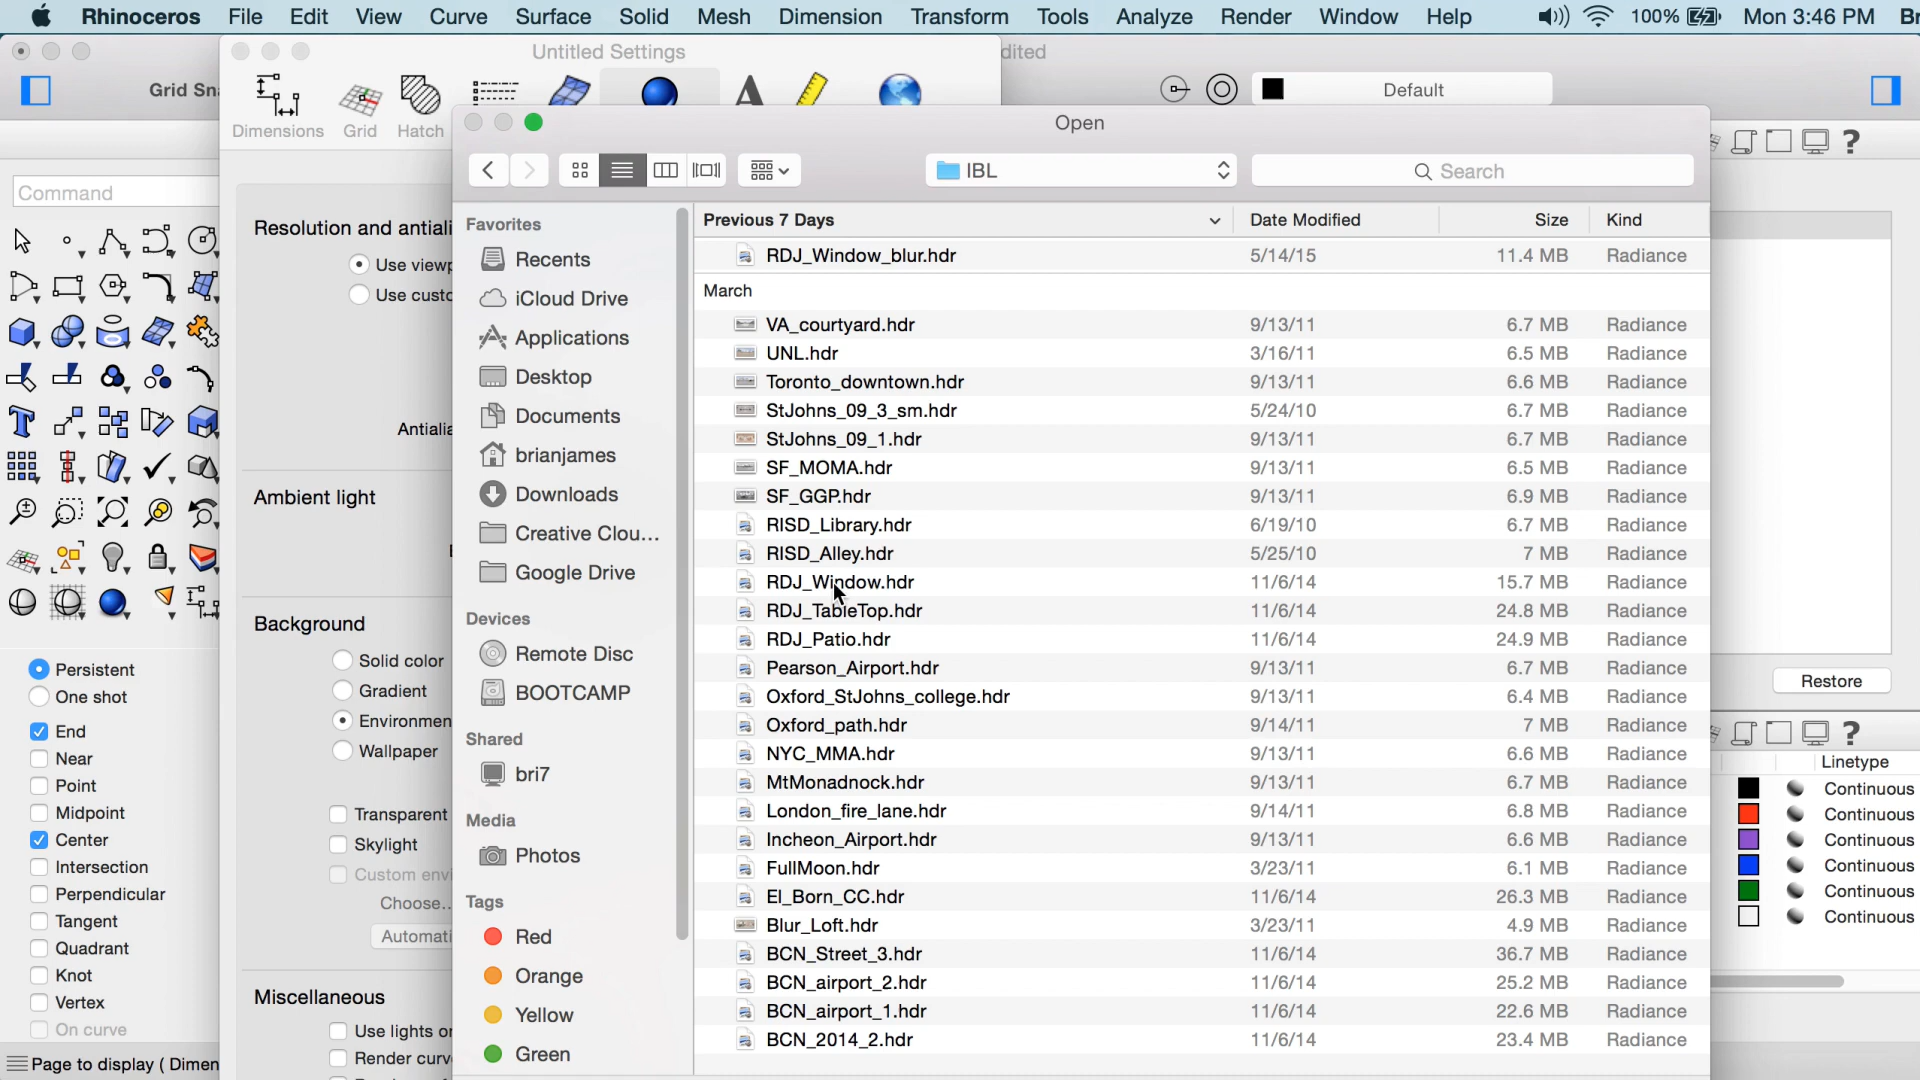 Rhinoceros File Edit View Curve Surface Solid Mesh Dimension Transform Tools Analyze Render Window Help 100% Mon 3:46 PM Br
Untitled Settings
dited
Grid Sna
Default
Dimensions Grid Hatch
Open
Command
IBL
Search
Resolution and antiali
Use viewp
Use custo
Antialia
Ambient light
Background
Solid color
Gradient
Environmen
Wallpaper
Transparent
Skylight
Custom envi
Choose..
Automati
Miscellaneous
Use lights or
Render curv
Persistent
One shot
End
Near
Point
Midpoint
Center
Intersection
Perpendicular
Tangent
Quadrant
Knot
Vertex
On curve
Page to display ( Dimen
Favorites
Recents
iCloud Drive
Applications
Desktop
Documents
brianjames
Downloads
Creative Clou...
Google Drive
Devices
Remote Disc
BOOTCAMP
Shared
bri7
Media
Photos
Tags
Red
Orange
Yellow
Green
Previous 7 Days Date Modified Size Kind
RDJ_Window_blur.hdr 5/14/15 11.4 MB Radiance
March
VA_courtyard.hdr 9/13/11 6.7 MB Radiance
UNL.hdr 3/16/11 6.5 MB Radiance
Toronto_downtown.hdr 9/13/11 6.6 MB Radiance
StJohns_09_3_sm.hdr 5/24/10 6.7 MB Radiance
StJohns_09_1.hdr 9/13/11 6.7 MB Radiance
SF_MOMA.hdr 9/13/11 6.5 MB Radiance
SF_GGP.hdr 9/13/11 6.9 MB Radiance
RISD_Library.hdr 6/19/10 6.7 MB Radiance
RISD_Alley.hdr 5/25/10 7 MB Radiance
RDJ_Window.hdr 11/6/14 15.7 MB Radiance
RDJ_TableTop.hdr 11/6/14 24.8 MB Radiance
RDJ_Patio.hdr 11/6/14 24.9 MB Radiance
Pearson_Airport.hdr 9/13/11 6.7 MB Radiance
Oxford_StJohns_college.hdr 9/13/11 6.4 MB Radiance
Oxford_path.hdr 9/14/11 7 MB Radiance
NYC_MMA.hdr 9/13/11 6.6 MB Radiance
MtMonadnock.hdr 9/13/11 6.7 MB Radiance
London_fire_lane.hdr 9/14/11 6.8 MB Radiance
Incheon_Airport.hdr 9/13/11 6.6 MB Radiance
FullMoon.hdr 3/23/11 6.1 MB Radiance
El_Born_CC.hdr 11/6/14 26.3 MB Radiance
Blur_Loft.hdr 3/23/11 4.9 MB Radiance
BCN_Street_3.hdr 11/6/14 36.7 MB Radiance
BCN_airport_2.hdr 11/6/14 25.2 MB Radiance
BCN_airport_1.hdr 11/6/14 22.6 MB Radiance
BCN_2014_2.hdr 11/6/14 23.4 MB Radiance
Restore
Linetype
Continuous
Continuous
Continuous
Continuous
Continuous
Continuous